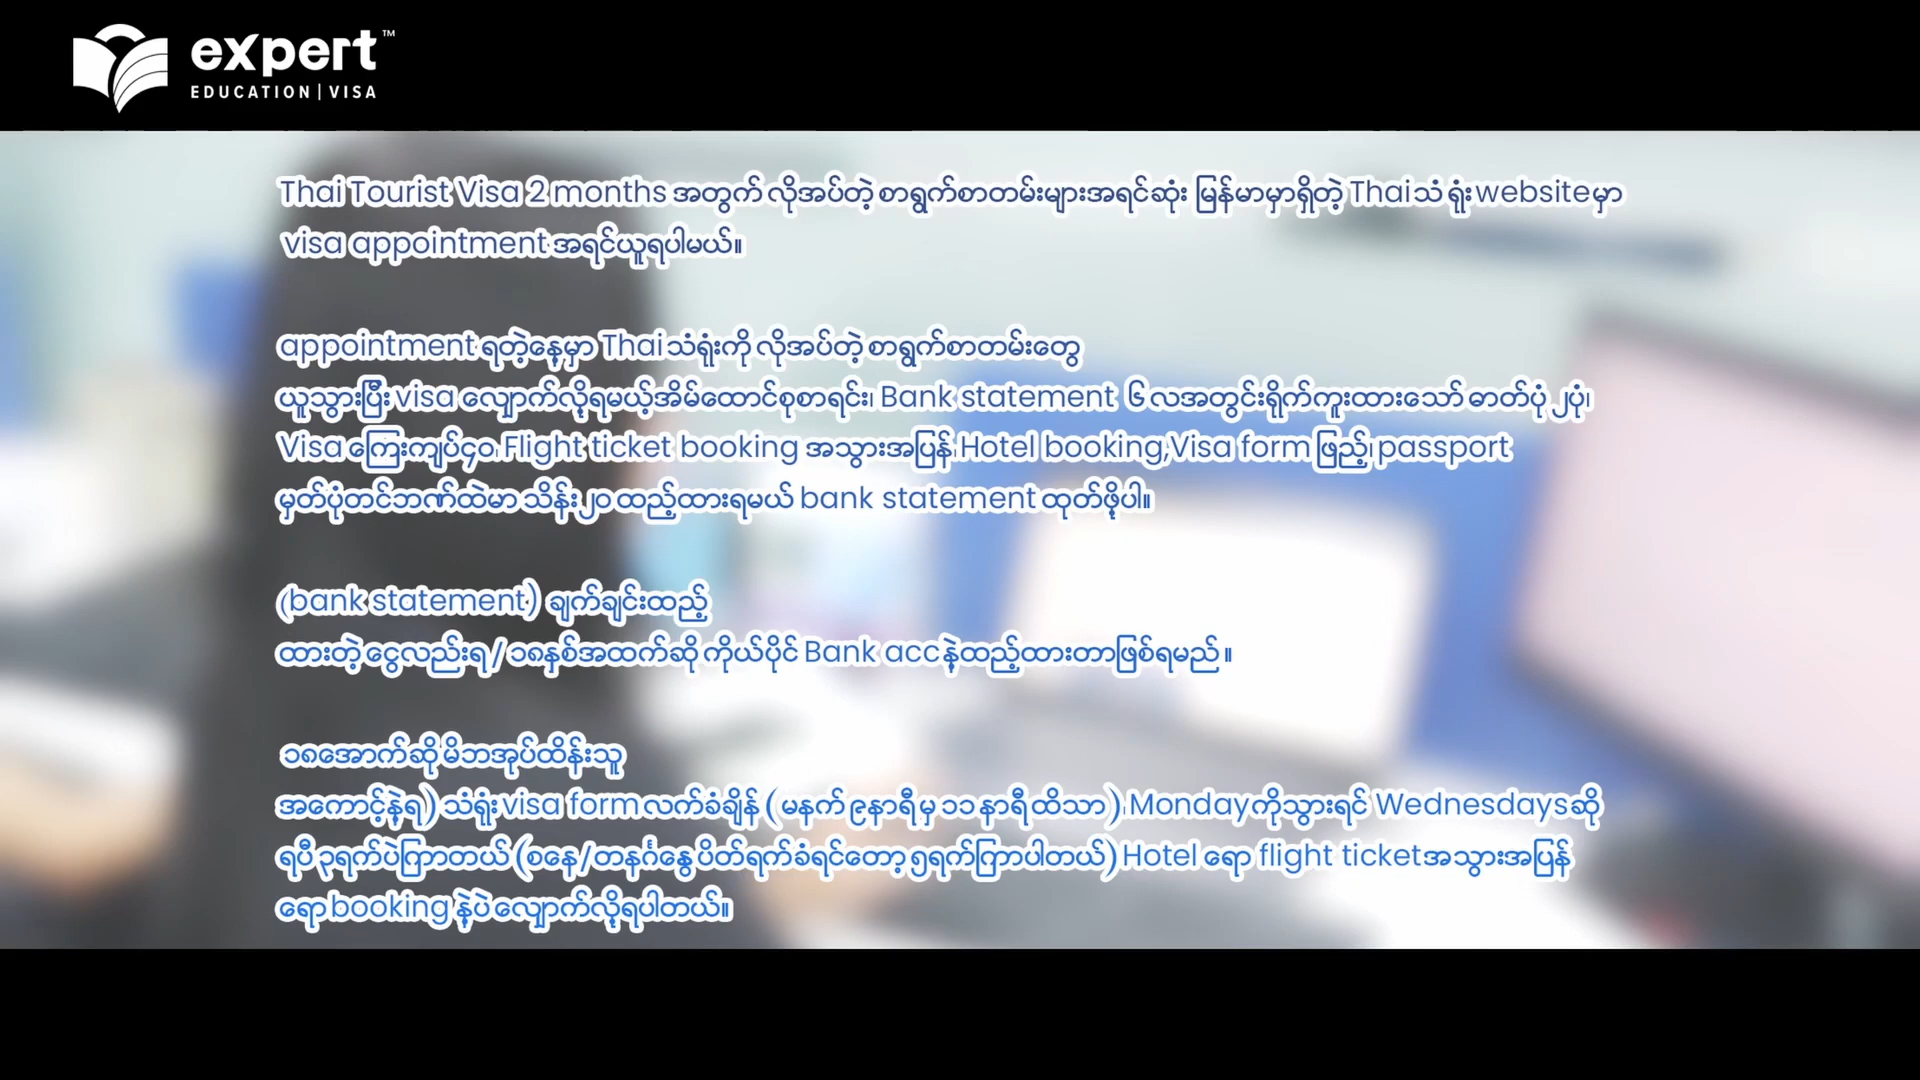 expert™
EDUCATION | VISA
Thai Tourist Visa 2 months အတွက် လိုအပ်တဲ့ စာရွက်စာတမ်းများအရင်ဆုံး မြန်မာမှာရှိတဲ့ Thai သံ ရုံး website မှာ
visa appointment အရင်ယူရပါမယ်။
appointment ရတဲ့နေ့မှာ Thai သံရုံးကို လိုအပ်တဲ့ စာရွက်စာတမ်းတွေ
ယူသွားပြီး visa လျှောက်လို့ရမယ့်အိမ်ထောင်စုစာရင်း၊ Bank statement ၆ လအတွင်းရိုက်ကူးထားသော် ဓာတ်ပုံ ၂ပုံ၊
Visa ကြေးကျပ်၄၀၊ Flight ticket booking အသွားအပြန်၊ Hotel booking,Visa form ဖြည့်၊ passport
မှတ်ပုံတင်ဘဏ်ထဲမာ သိန်း၂၀ ထည့်ထားရမယ် bank statement ထုတ်ဖို့ပါ။
(bank statement) ချက်ချင်းထည့်
ထားတဲ့ ငွေလည်းရ / ၁၈နှစ်အထက်ဆို ကိုယ်ပိုင် Bank acc နဲ့ထည့်ထားတာဖြစ်ရမည်။
၁၈အောက်ဆို မိဘအုပ်ထိန်းသူ
အကောင့်နဲ့ရ) သံရုံး visa form လက်ခံချိန် (မနက် ၉နာရီမှ ၁၁နာရီထိသာ)၊ Monday ကိုသွားရင် Wednesdays ဆို
ရပီ ၃ရက်ပဲကြာတယ် (စနေ/တနင်္ဂနွေ ပိတ်ရက်ခံရင်တော့ ၅ရက်ကြာပါတယ်) Hotel ရော flight ticket အသွားအပြန်
ရော booking နဲ့ပဲ လျှောက်လို့ရပါတယ်။